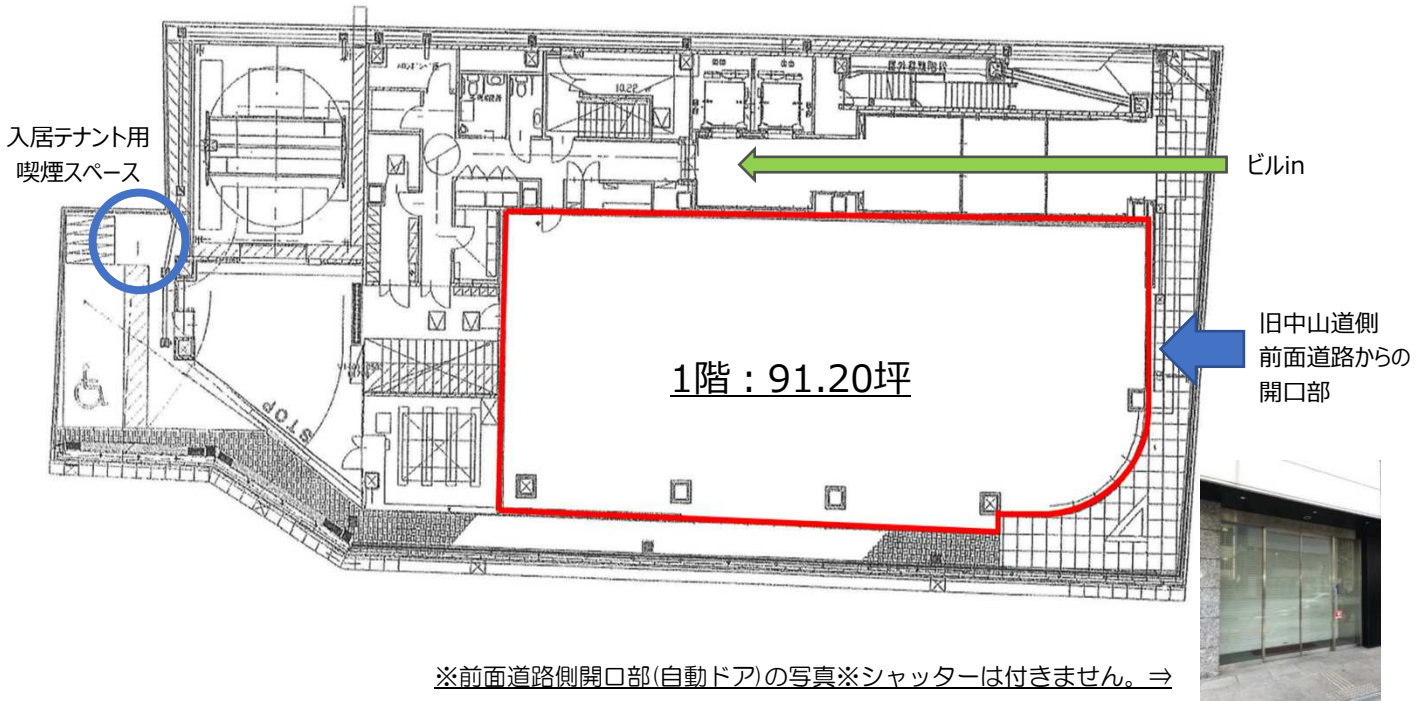 入居テナント用
喫煙スペース
10.22
ビルin
旧中山道側
前面道路からの
開口部
1階：91.20坪
STOP
※前面道路側開口部(自動ドア)の写真※シャッターは付きません。⇒